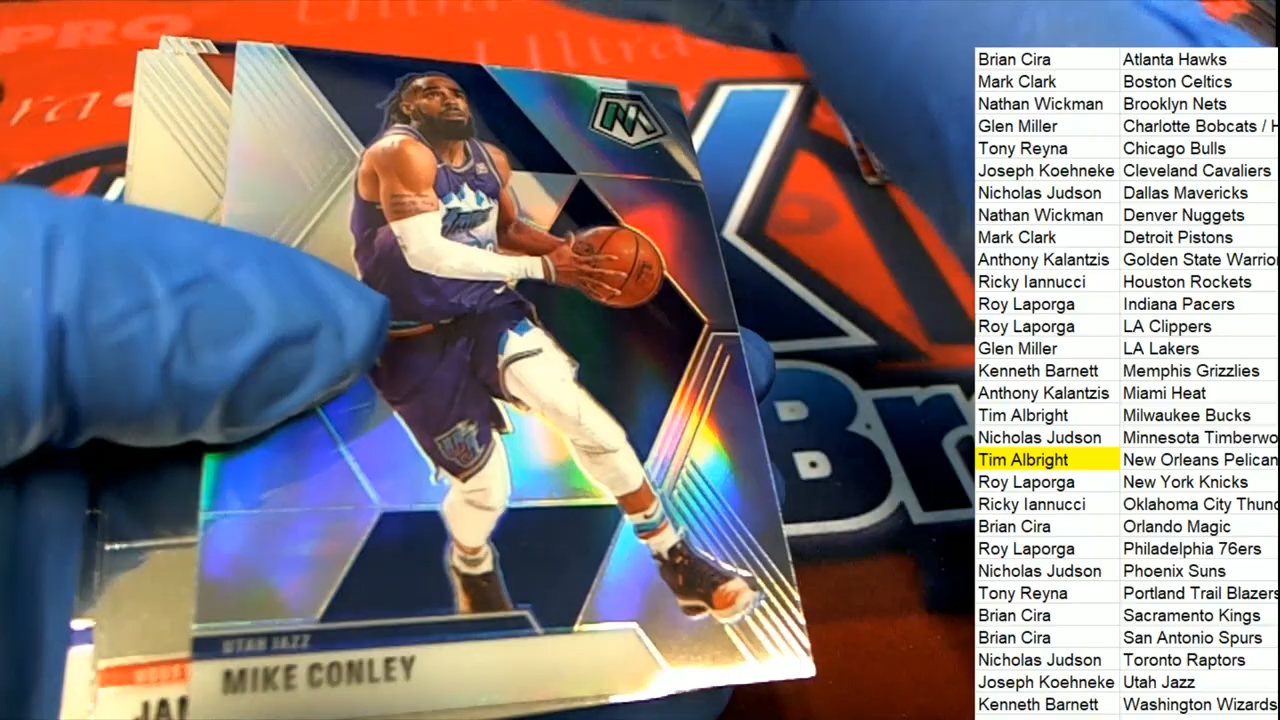 PRO
Ultra
UTAH JAZZ
MIKE CONLEY
JA
Br
Brian Cira Atlanta Hawks
Mark Clark Boston Celtics
Nathan Wickman Brooklyn Nets
Glen Miller Charlotte Bobcats / H
Tony Reyna Chicago Bulls
Joseph Koehneke Cleveland Cavaliers
Nicholas Judson Dallas Mavericks
Nathan Wickman Denver Nuggets
Mark Clark Detroit Pistons
Anthony Kalantzis Golden State Warrior
Ricky Iannucci Houston Rockets
Roy Laporga Indiana Pacers
Roy Laporga LA Clippers
Glen Miller LA Lakers
Kenneth Barnett Memphis Grizzlies
Anthony Kalantzis Miami Heat
Tim Albright Milwaukee Bucks
Nicholas Judson Minnesota Timberwo
Tim Albright New Orleans Pelican
Roy Laporga New York Knicks
Ricky Iannucci Oklahoma City Thund
Brian Cira Orlando Magic
Roy Laporga Philadelphia 76ers
Nicholas Judson Phoenix Suns
Tony Reyna Portland Trail Blazers
Brian Cira Sacramento Kings
Brian Cira San Antonio Spurs
Nicholas Judson Toronto Raptors
Joseph Koehneke Utah Jazz
Kenneth Barnett Washington Wizards